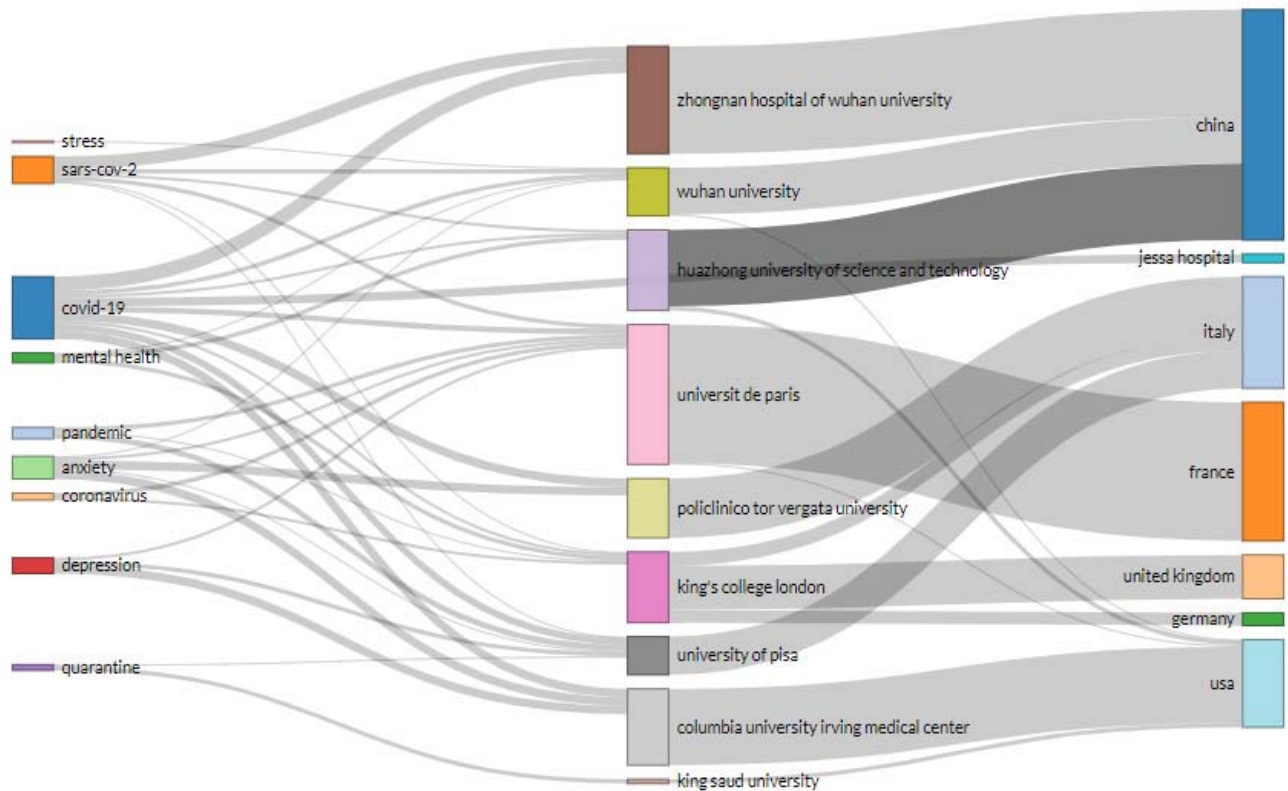 stress
sars-cov-2
covid-19
mental health
pandemic
anxiety
coronavirus
depression
quarantine
zhongnan hospital of wuhan university
wuhan university
huazhong university of science and technology
universit de paris
policlinico tor vergata university
king's college london
university of pisa
columbia university irving medical center
king saud university
china
jessa hospital
italy
france
united kingdom
germany
usa